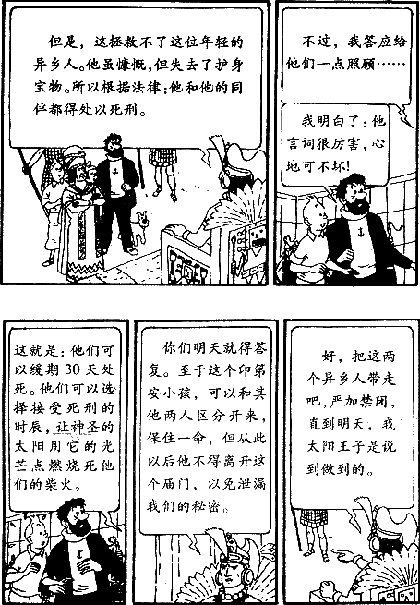 但是，这拯救不了这位年轻的
异乡人。他虽慷慨，但失去了护身
宝物。所以根据法律：他和他的同
伫都得处以死刑。
不过，我答应给
他们一点照顾……
我明白了：他
言词很厉害，心
地可不坏！
这就是：他们可
以缓期30天处
死。他们可以选
择接受死刑的
时辰，让神圣的
太阳用它的光
芒点燃烧死他
们的柴火。
你们明天就得答
复。至于这个印第
安小孩，可以和其
他两人区分开来，
保住一命，但从此
以后他不得离开这
个庙门、以免泄漏
我们的秘密。
好，把这两
个异乡人带走
吧，严加禁闭，
直到明天、我
太阳王子是说
到做到的。